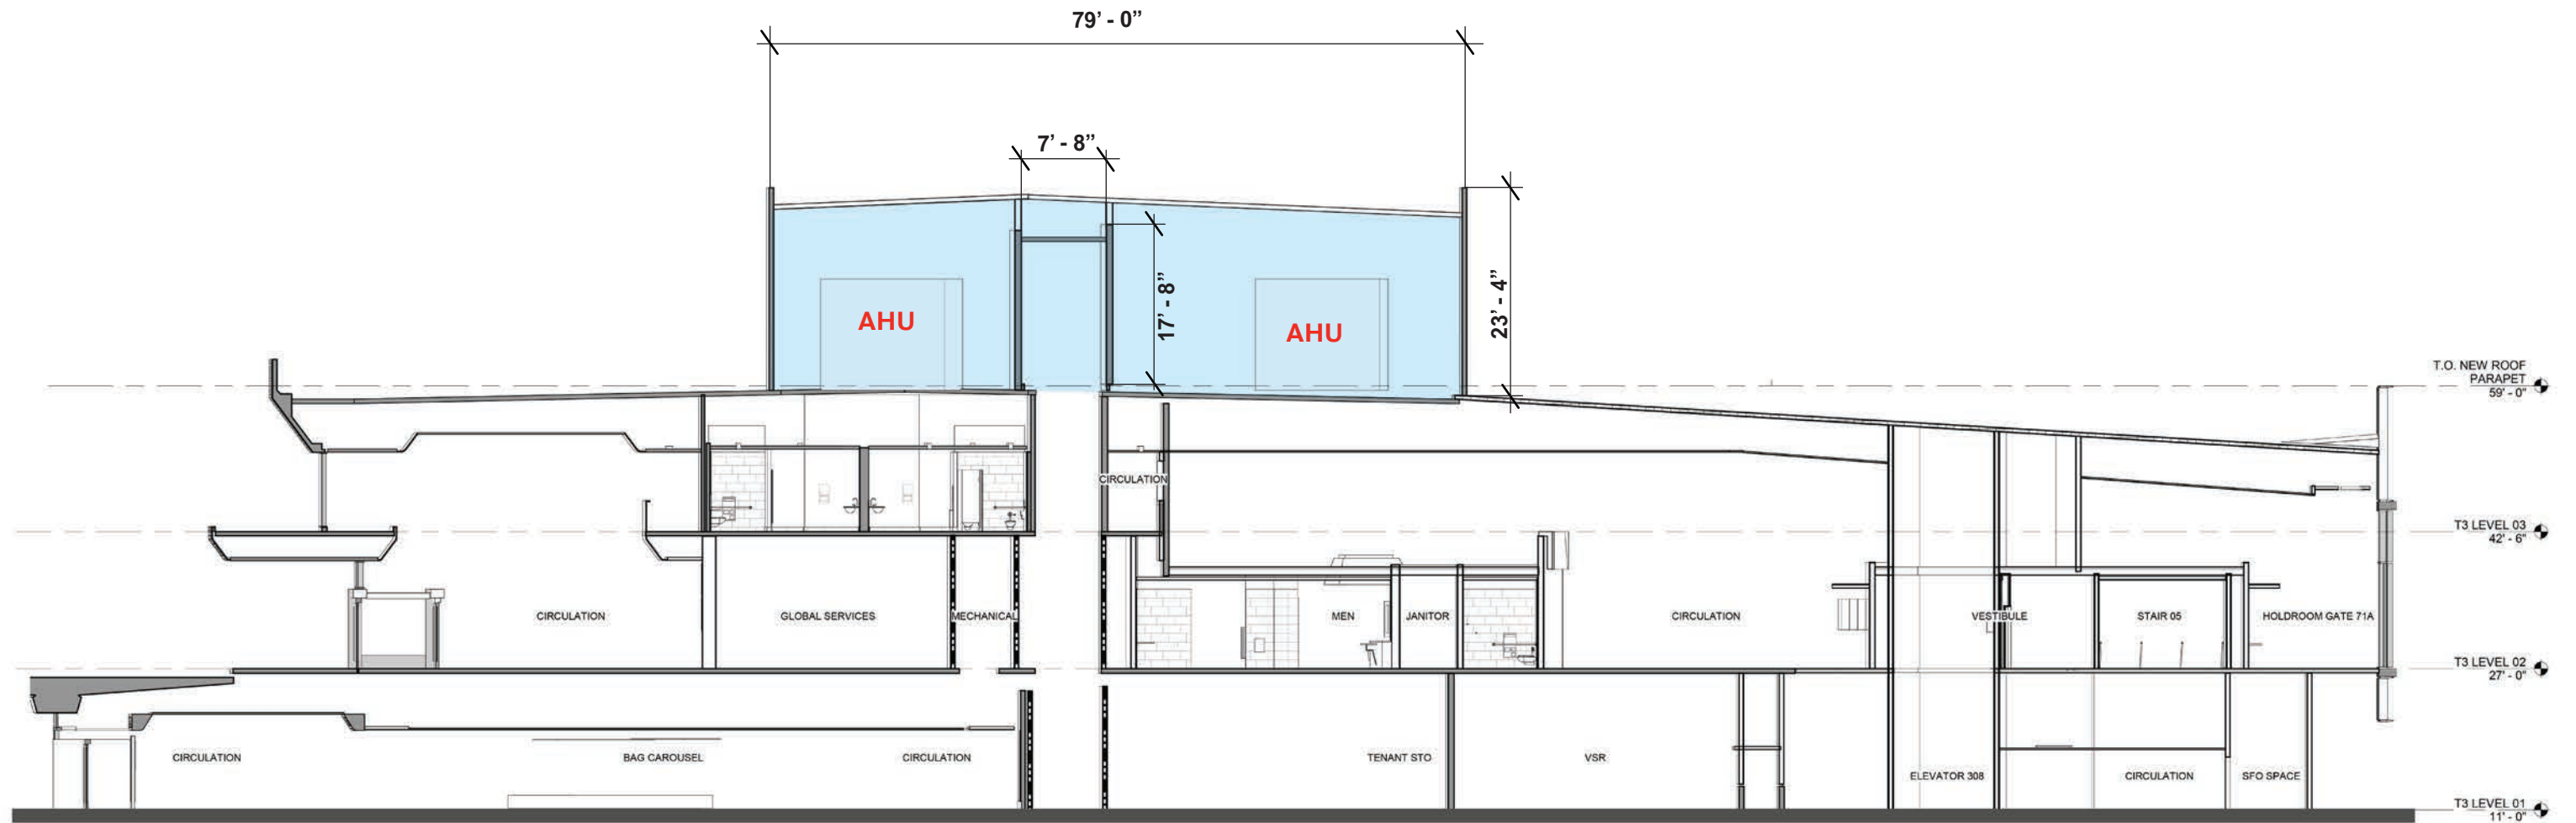 79’ - 0”
7’ - 8”
17’ - 8”
23’ - 4”
AHU
AHU
T.O. NEW ROOF
PARAPET
59' - 0"
CIRCULATION
T3 LEVEL 03
42' - 6"
CIRCULATION
GLOBAL SERVICES
MECHANICAL
MEN
JANITOR
CIRCULATION
VESTIBULE
STAIR 05
HOLDROOM GATE 71A
T3 LEVEL 02
27' - 0"
CIRCULATION
BAG CAROUSEL
CIRCULATION
TENANT STO
VSR
ELEVATOR 308
CIRCULATION
SFO SPACE
T3 LEVEL 01
11' - 0"